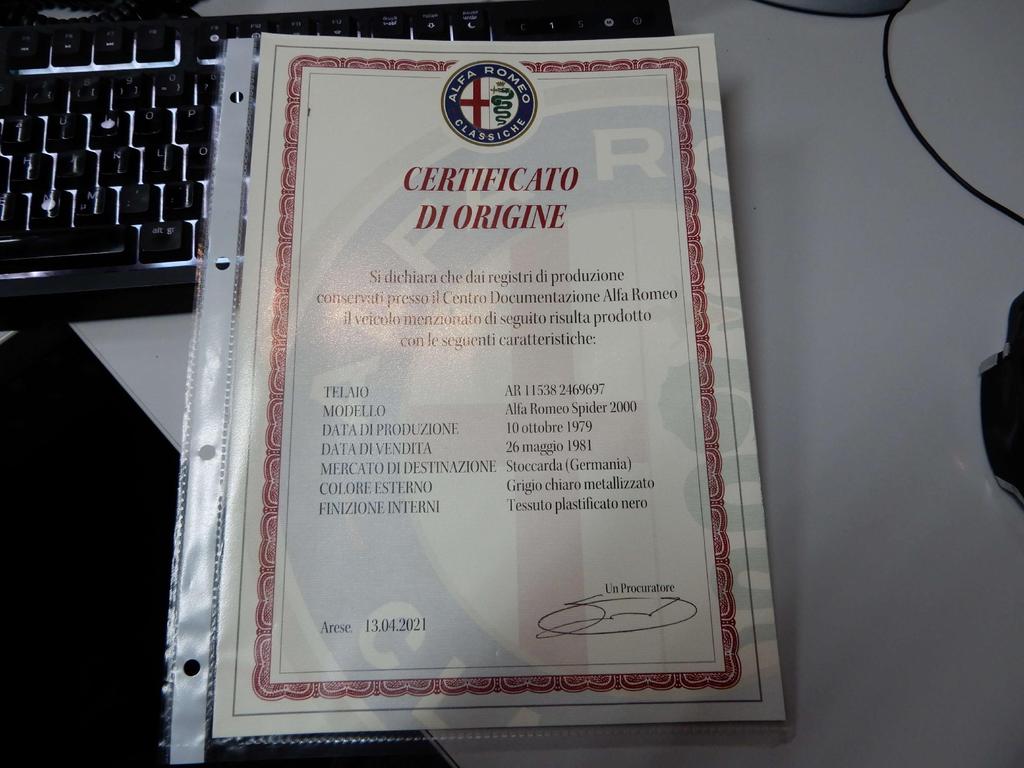 ALFA ROMEO
CLASSICHE
CERTIFICATO
DI ORIGINE
Si dichiara che dai registri di produzione
conservati presso il Centro Documentazione Alfa Romeo
il veicolo menzionato di seguito risulta prodotto
con le seguenti caratteristiche:
TELAIO AR 11538 2469697
MODELLO Alfa Romeo Spider 2000
DATA DI PRODUZIONE 10 ottobre 1979
DATA DI VENDITA 26 maggio 1981
MERCATO DI DESTINAZIONE Stoccarda (Germania)
COLORE ESTERNO Grigio chiaro metallizzato
FINIZIONE INTERNI Tessuto plastificato nero
Un Procuratore
Arese, 13.04.2021
alt gr